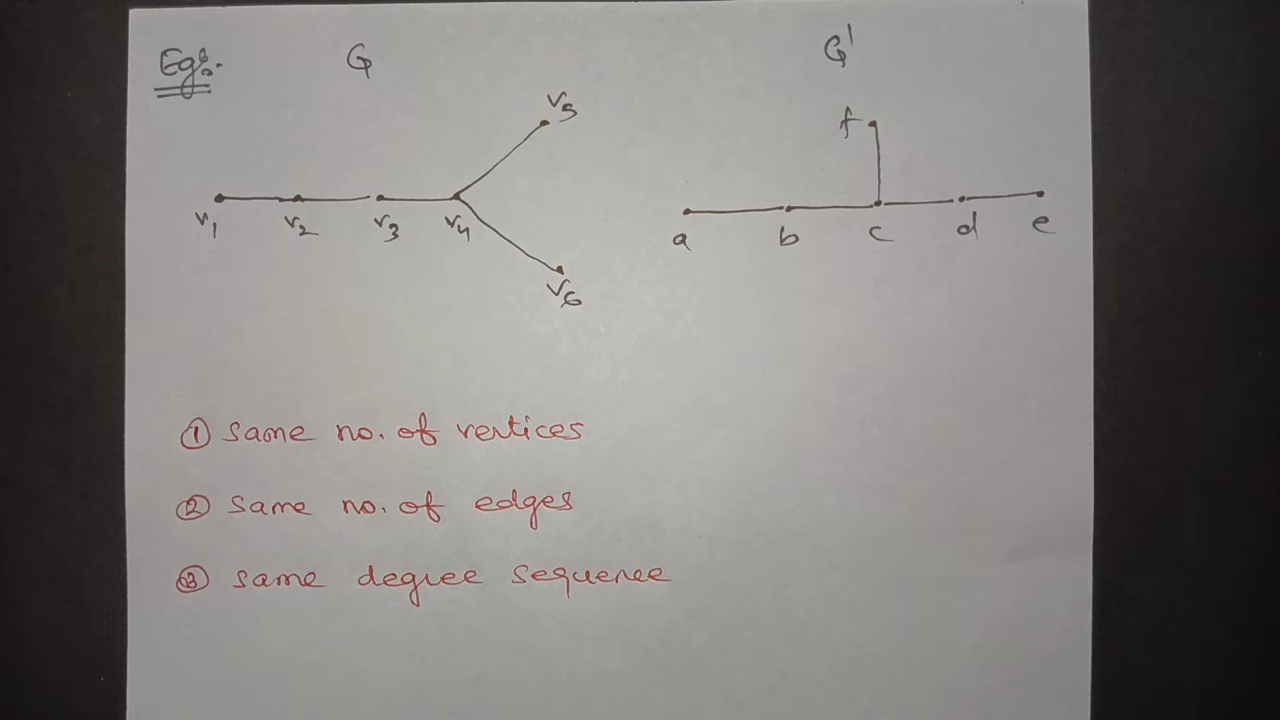 Eg:-
G
G'
v5
f
v1 v2 v3 v4
a b c d e
v6
① same no. of vertices
② same no. of edges
③ same degree sequence